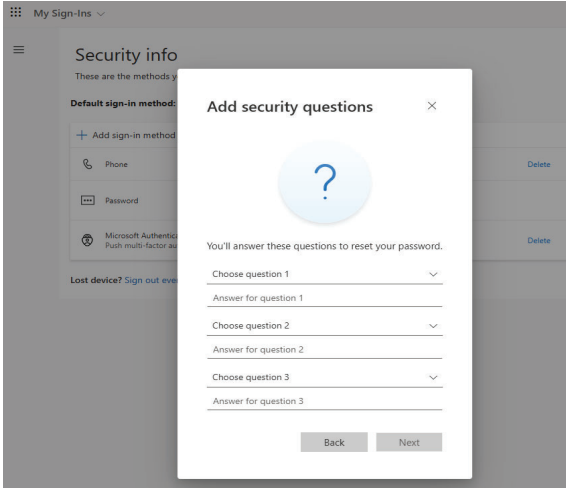 My Sign-Ins
Security info
These are the methods y
Default sign-in method:
Add sign-in method
Phone
Delete
Password
Microsoft Authentica
Push multi-factor au
Delete
Lost device? Sign out eve
Add security questions
?
You'll answer these questions to reset your password.
Choose question 1
Answer for question 1
Choose question 2
Answer for question 2
Choose question 3
Answer for question 3
Back
Next